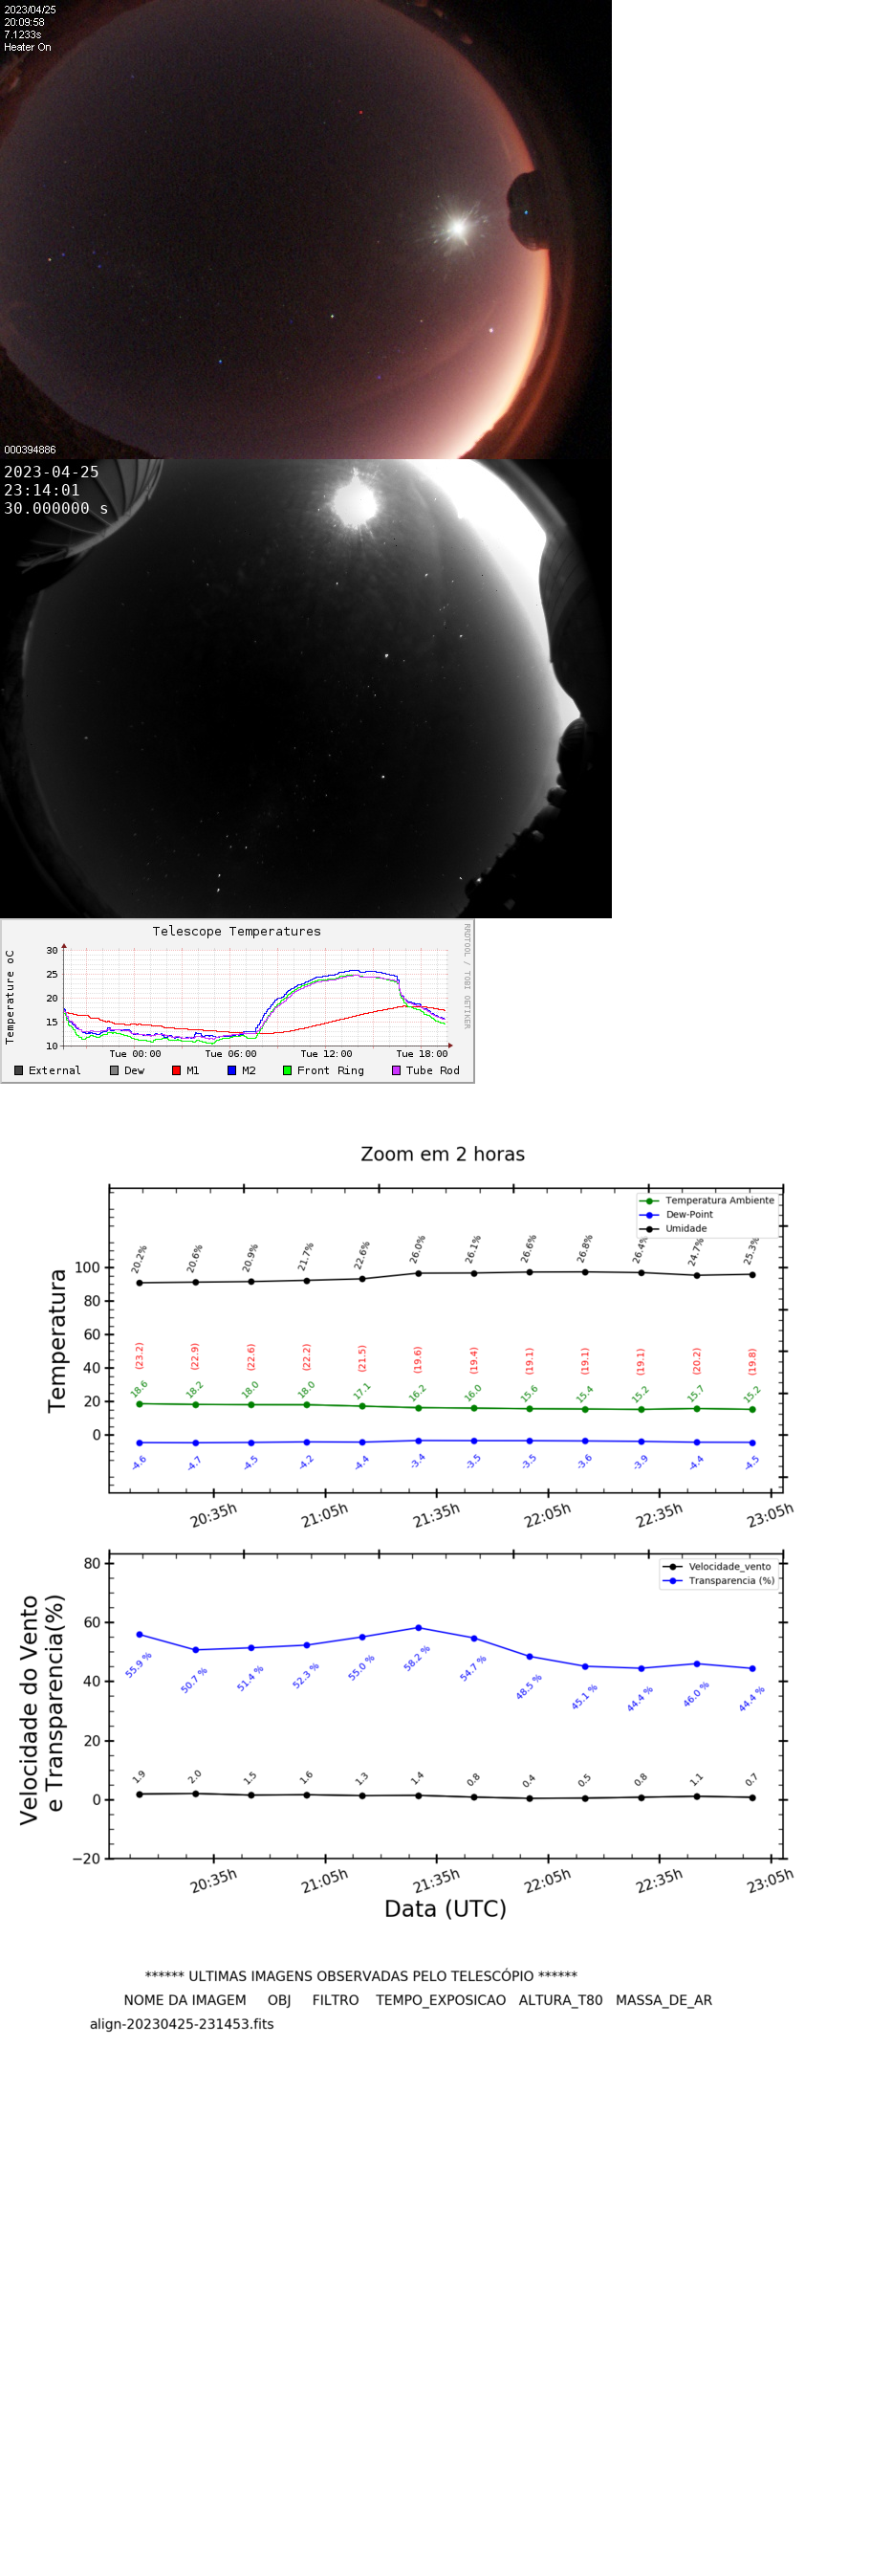 2023/04/25
20:09:58
7.1233s
Heater On
000394886
2023-04-25
23:14:01
30.000000 s
Telescope Temperatures
RRDTOOL / TOBI OETIKER
Temperature oC
30
25
20
15
10
Tue 00:00 Tue 06:00 Tue 12:00 Tue 18:00
External Dew M1 M2 Front Ring Tube Rod
Zoom em 2 horas
Temperatura Ambiente
Dew-Point
Umidade
Temperatura
100
80
60
40
20
0
20.2% 20.6% 20.9% 21.7% 22.6% 26.0% 26.1% 26.6% 26.8% 26.4% 24.7% 25.3%
(23.2) (22.9) (22.6) (22.2) (21.5) (19.6) (19.4) (19.1) (19.1) (19.1) (20.2) (19.8)
18.6 18.2 18.0 18.0 17.1 16.2 16.0 15.6 15.4 15.2 15.7 15.2
-4.6 -4.7 -4.5 -4.2 -4.4 -3.4 -3.5 -3.5 -3.6 -3.9 -4.4 -4.5
20:35h 21:05h 21:35h 22:05h 22:35h 23:05h
Velocidade_vento
Transparencia (%)
Velocidade do Vento
e Transparencia(%)
80
60
40
20
0
−20
55.9 % 50.7 % 51.4 % 52.3 % 55.0 % 58.2 % 54.7 % 48.5 % 45.1 % 44.4 % 46.0 % 44.4 %
1.9 2.0 1.5 1.6 1.3 1.4 0.8 0.4 0.5 0.8 1.1 0.7
20:35h 21:05h 21:35h 22:05h 22:35h 23:05h
Data (UTC)
****** ULTIMAS IMAGENS OBSERVADAS PELO TELESCÓPIO ******
NOME DA IMAGEM OBJ FILTRO TEMPO_EXPOSICAO ALTURA_T80 MASSA_DE_AR
align-20230425-231453.fits